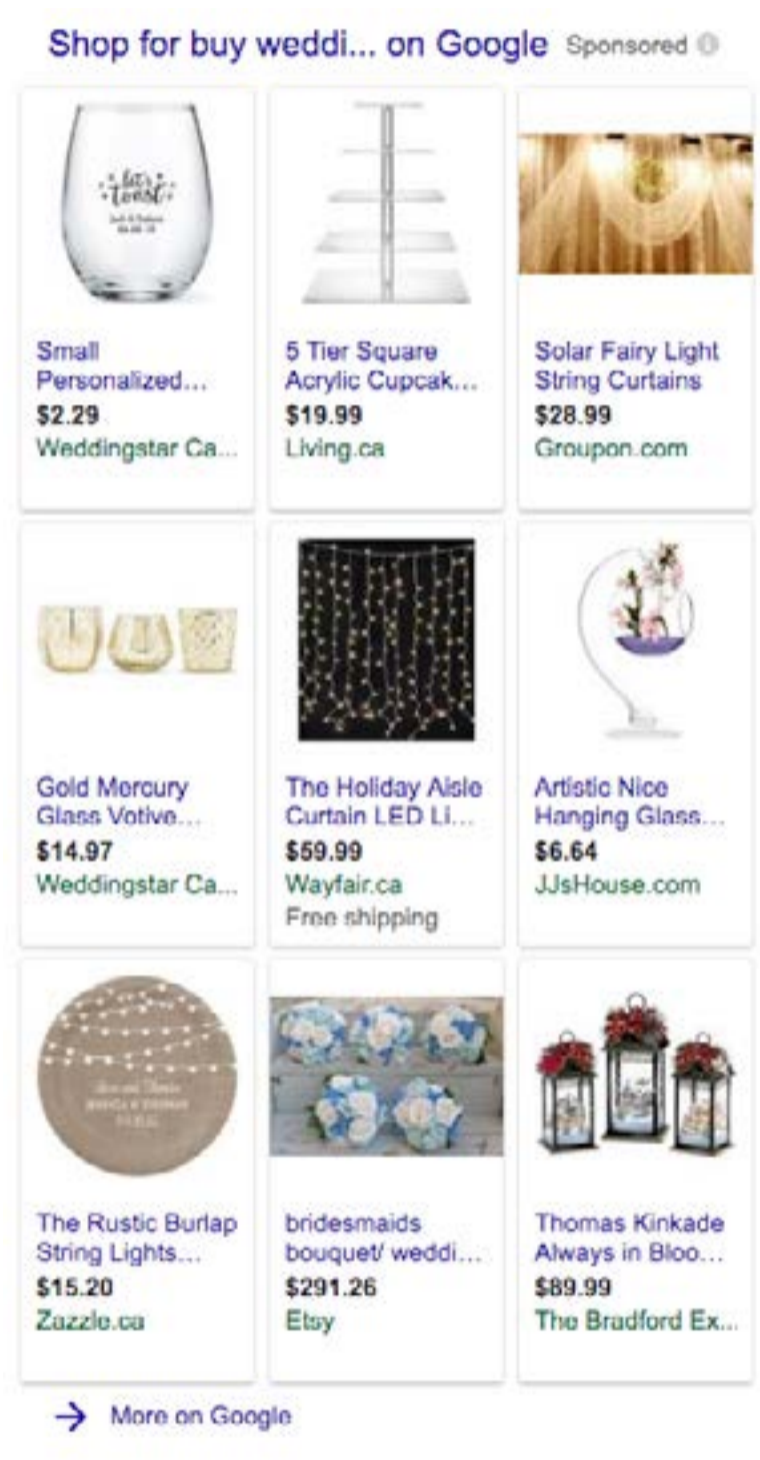 Shop for buy weddi... on Google Sponsored
let's
toast
Small
Personalized...
$2.29
Weddingstar Ca...
5 Tier Square
Acrylic Cupcak...
$19.99
Living.ca
Solar Fairy Light
String Curtains
$28.99
Groupon.com
Gold Mercury
Glass Votive...
$14.97
Weddingstar Ca...
The Holiday Aisle
Curtain LED Li...
$59.99
Wayfair.ca
Free shipping
Artistic Nice
Hanging Glass...
$6.64
JJsHouse.com
The Rustic Burlap
String Lights...
$15.20
Zazzle.ca
bridesmaids
bouquet/ weddi...
$291.26
Etsy
Thomas Kinkade
Always in Bloo...
$89.99
The Bradford Ex...
→ More on Google